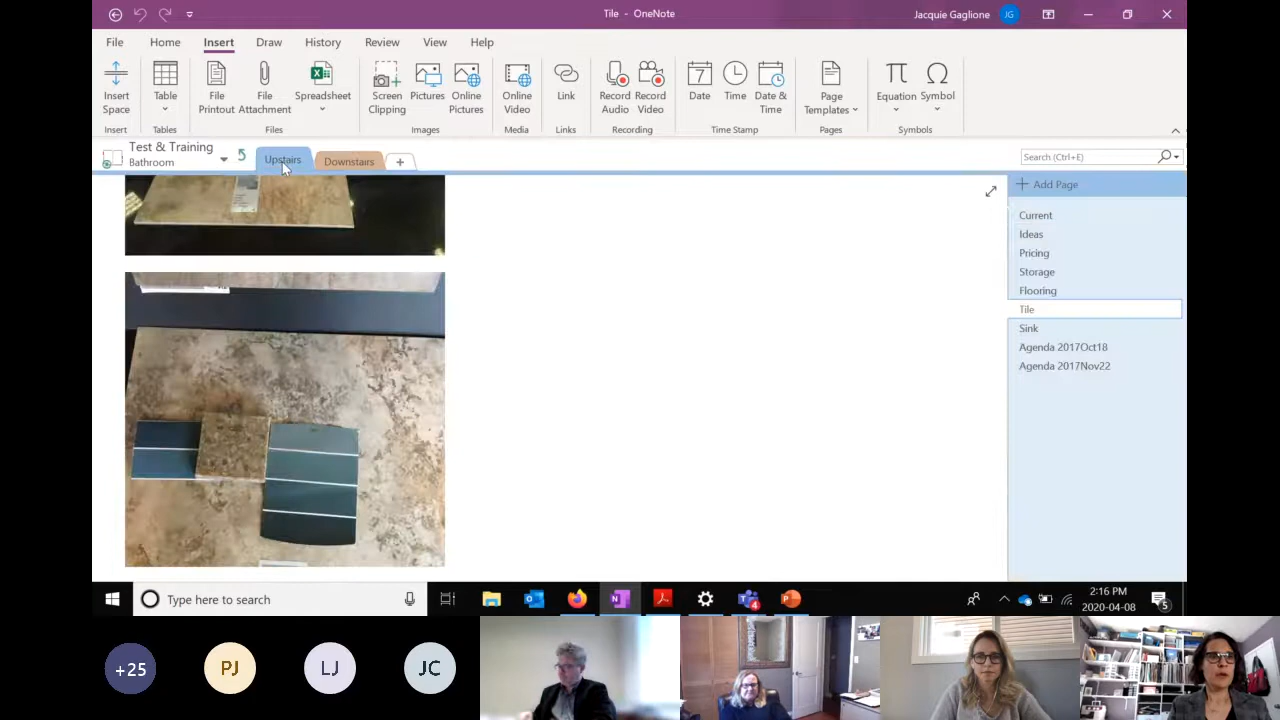 Tile - OneNote
Jacquie Gaglione JG
File Home Insert Draw History Review View Help
Insert Space
Table
File Printout
File Attachment
Spreadsheet
Screen Clipping
Pictures
Online Pictures
Online Video
Link
Record Audio
Record Video
7
Date
Time
Date & Time
Page Templates
Equation
Symbol
Insert Tables Files Images Media Links Recording Time Stamp Pages Symbols
Test & Training
Bathroom
Upstairs
Downstairs
+
Search (Ctrl+E)
Add Page
Current
Ideas
Pricing
Storage
Flooring
Tile
Sink
Agenda 2017Oct18
Agenda 2017Nov22
Type here to search
4
2:16 PM
2020-04-08
5
+25
PJ
LJ
JC